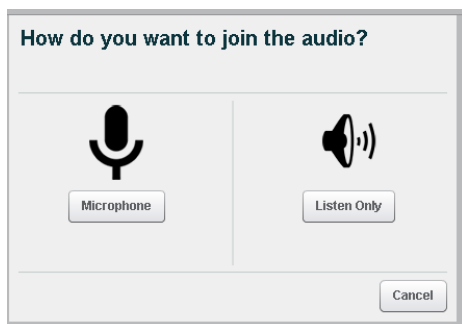 How do you want to join the audio?
Microphone
Listen Only
Cancel